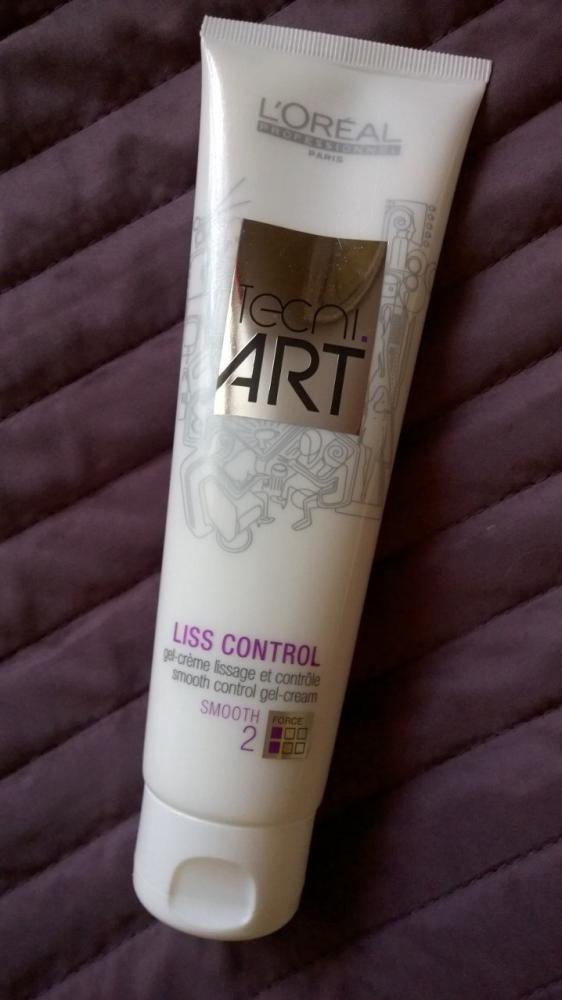 L'ORÉAL
PROFESSIONNEL
PARIS
Tecni.
ART
LISS CONTROL
gel-crème lissage et contrôle
smooth control gel-cream
SMOOTH
2
FORCE